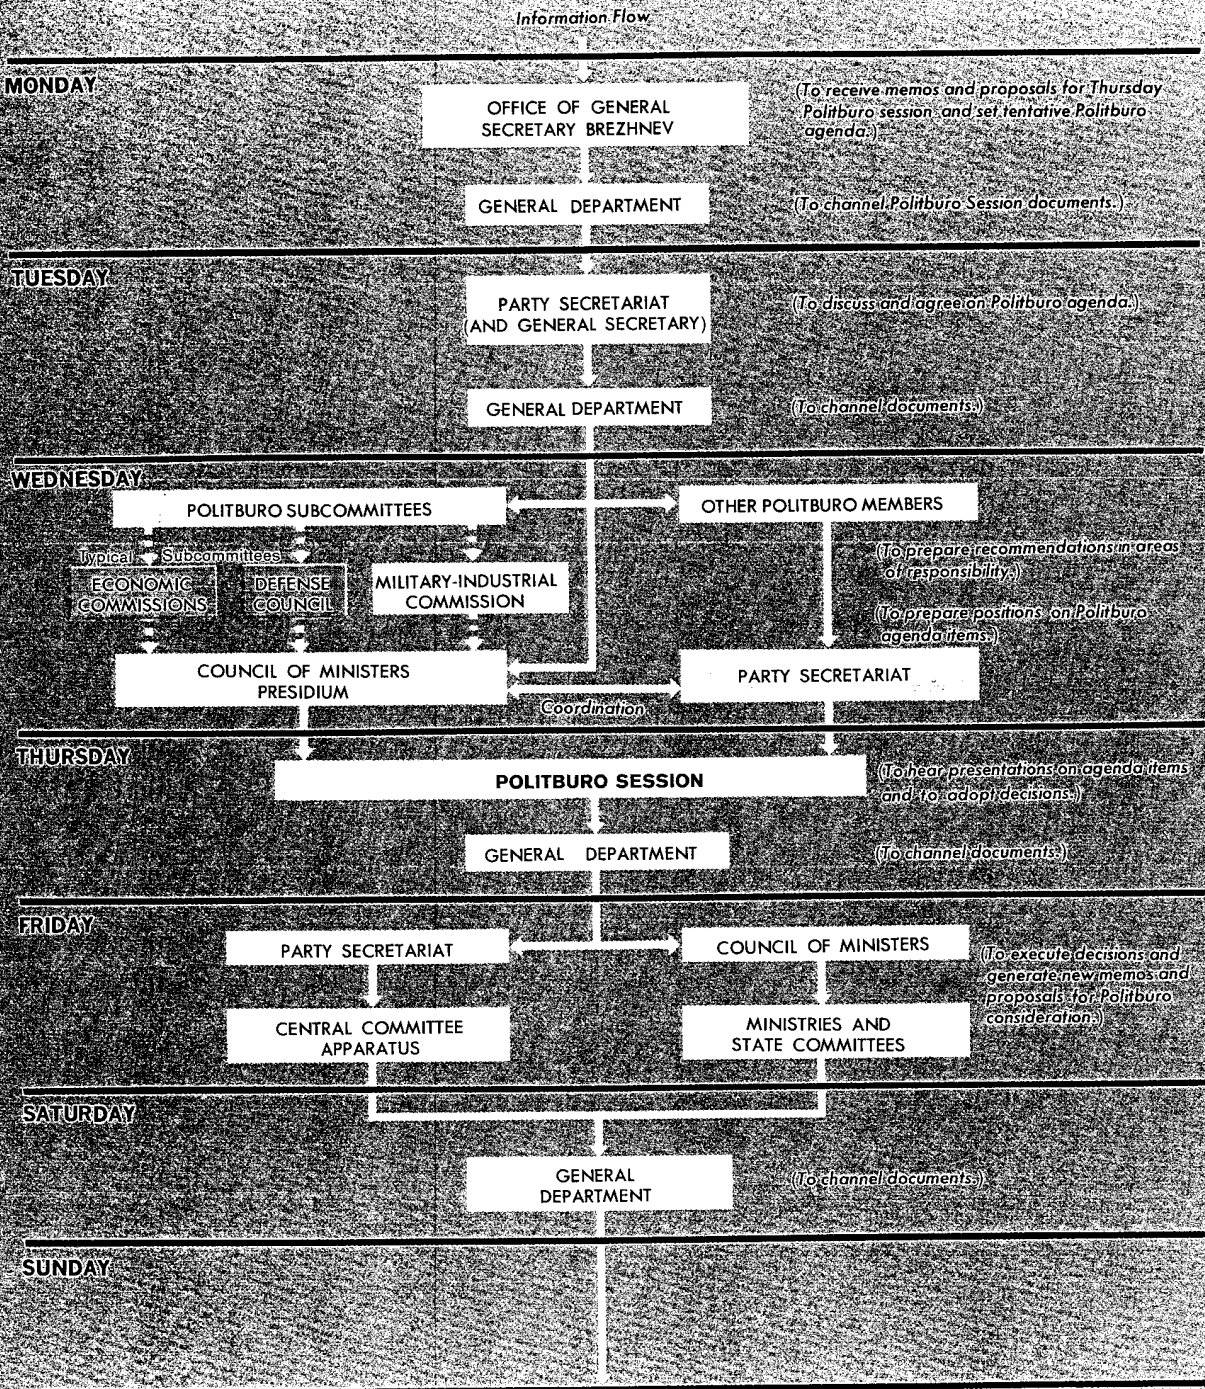 Information Flow
MONDAY
OFFICE OF GENERAL
SECRETARY BREZHNEV
(To receive memos and proposals for Thursday
Politburo session and set tentative Politburo
agenda.)
GENERAL DEPARTMENT
(To channel Politburo Session documents.)
TUESDAY
PARTY SECRETARIAT
(AND GENERAL SECRETARY)
(To discuss and agree on Politburo agenda.)
GENERAL DEPARTMENT
(To channel documents.)
WEDNESDAY
POLITBURO SUBCOMMITTEES
OTHER POLITBURO MEMBERS
Typical Subcommittees
ECONOMIC
COMMISSIONS
DEFENSE
COUNCIL
MILITARY-INDUSTRIAL
COMMISSION
(To prepare recommendations in areas
of responsibility.)
(To prepare positions on Politburo
agenda items.)
COUNCIL OF MINISTERS
PRESIDIUM
PARTY SECRETARIAT
Coordination
THURSDAY
POLITBURO SESSION
(To hear presentations on agenda items
and to adopt decisions.)
GENERAL DEPARTMENT
(To channel documents.)
FRIDAY
PARTY SECRETARIAT
COUNCIL OF MINISTERS
(To execute decisions and
generate new memos and
proposals for Politburo
consideration.)
CENTRAL COMMITTEE
APPARATUS
MINISTRIES AND
STATE COMMITTEES
SATURDAY
GENERAL
DEPARTMENT
(To channel documents.)
SUNDAY